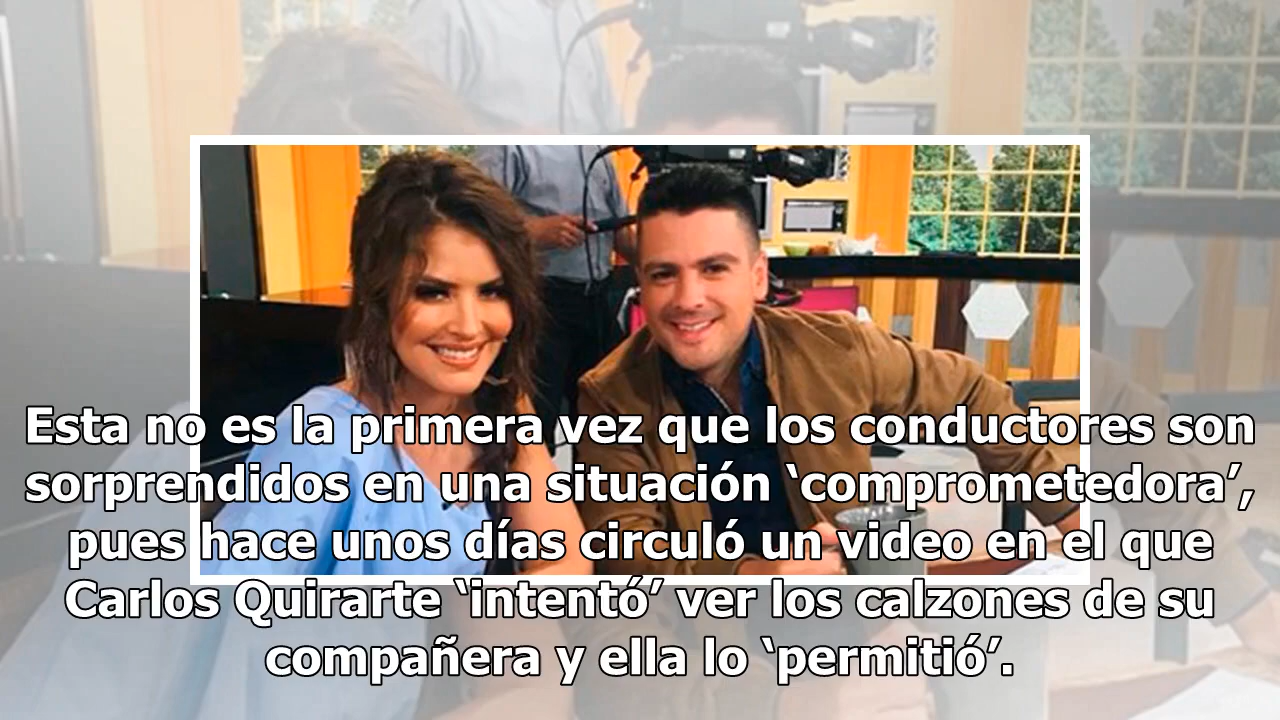 Esta no es la primera vez que los conductores son
sorprendidos en una situación ‘comprometedora’,
pues hace unos días circuló un video en el que
Carlos Quirarte ‘intentó’ ver los calzones de su
compañera y ella lo ‘permitió’.